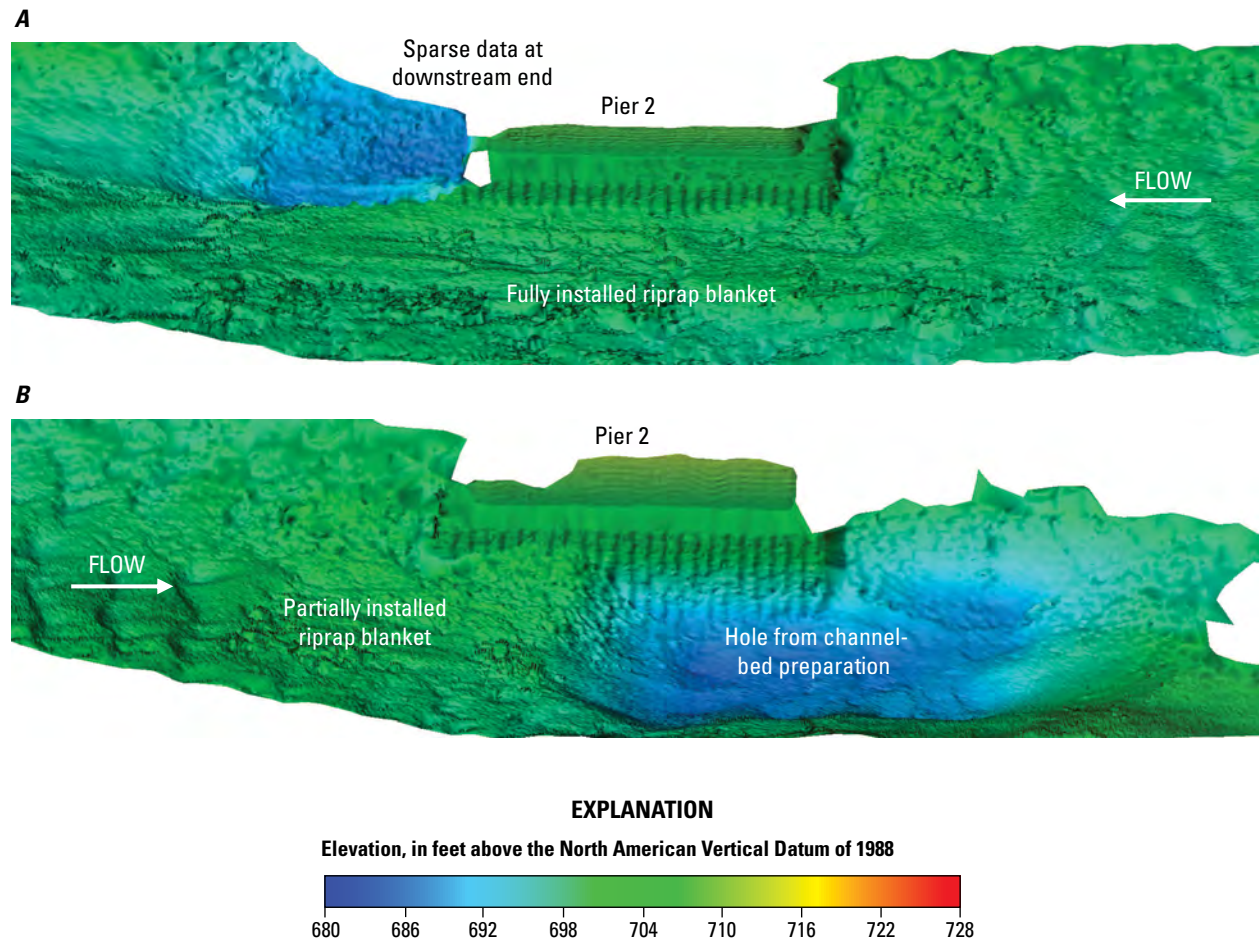 A
Sparse data at
downstream end
Pier 2
FLOW
Fully installed riprap blanket
B
Pier 2
FLOW
Partially installed
riprap blanket
Hole from channel-
bed preparation
EXPLANATION
Elevation, in feet above the North American Vertical Datum of 1988
680 686 692 698 704 710 716 722 728